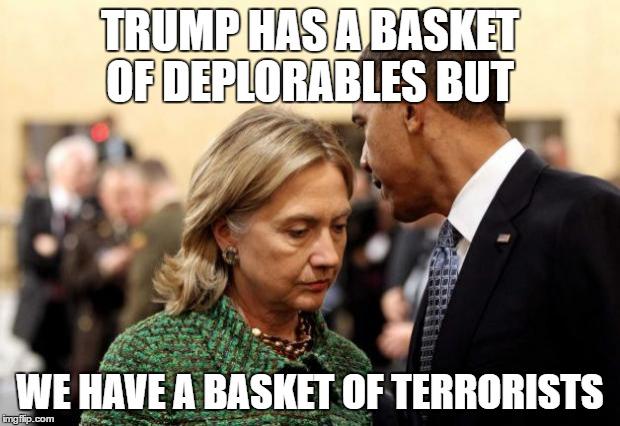 TRUMP HAS A BASKET
OF DEPLORABLES BUT
WE HAVE A BASKET OF TERRORISTS
imgflip.com